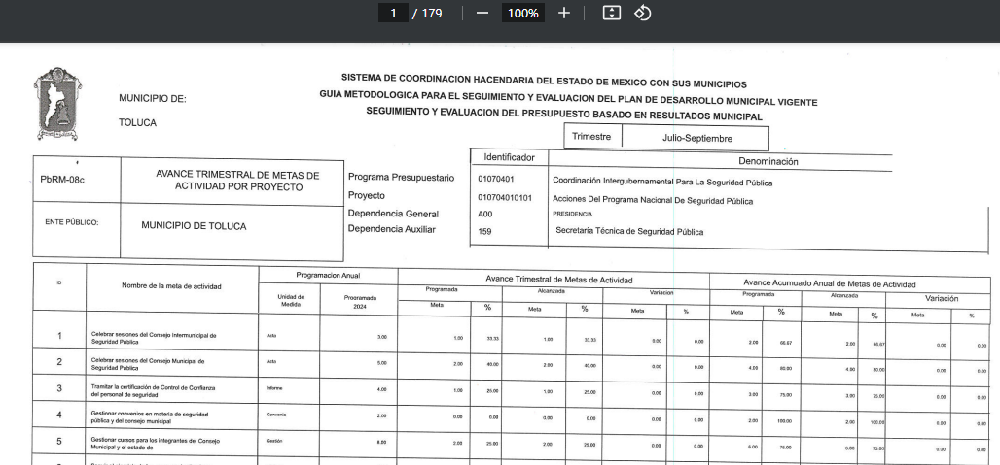 1 / 179 100%
SISTEMA DE COORDINACION HACENDARIA DEL ESTADO DE MEXICO CON SUS MUNICIPIOS
GUIA METODOLOGICA PARA EL SEGUIMIENTO Y EVALUACION DEL PLAN DE DESARROLLO MUNICIPAL VIGENTE
SEGUIMIENTO Y EVALUACION DEL PRESUPUESTO BASADO EN RESULTADOS MUNICIPAL
MUNICIPIO DE:
TOLUCA
Trimestre Julio-Septiembre
Identificador Denominación
PbRM-08c AVANCE TRIMESTRAL DE METAS DE
ACTIVIDAD POR PROYECTO
Programa Presupuestario 01070401 Coordinación Intergubernamental Para La Seguridad Pública
Proyecto 010704010101 Acciones Del Programa Nacional De Seguridad Pública
Dependencia General A00 PRESIDENCIA
Dependencia Auxiliar 159 Secretaría Técnica de Seguridad Pública
ENTE PÚBLICO: MUNICIPIO DE TOLUCA
ID Nombre de la meta de actividad Programacion Anual Avance Trimestral de Metas de Actividad Avance Acumuado Anual de Metas de Actividad
Unidad de Medida Programada 2024 Programada Alcanzada Variacion Programada Alcanzada Variación
Meta % Meta % Meta % Meta % Meta % Meta %
1 Celebrar sesiones del Consejo Intermunicipal de Seguridad Pública Acto 3.00 1.00 33.33 1.00 33.33 0.00 0.00 2.00 66.67 2.00 66.67 0.00 0.00
2 Celebrar sesiones del Consejo Municipal de Seguridad Pública Acto 5.00 2.00 40.00 2.00 40.00 0.00 0.00 4.00 80.00 4.00 80.00 0.00 0.00
3 Tramitar la certificación de Control de Confianza del personal de seguridad Informe 4.00 1.00 25.00 1.00 25.00 0.00 0.00 3.00 75.00 3.00 75.00 0.00 0.00
4 Gestionar convenios en materia de seguridad pública y del consejo municipal Convenio 2.00 0.00 0.00 0.00 0.00 0.00 0.00 2.00 100.00 2.00 100.00 0.00 0.00
5 Gestionar cursos para los integrantes del Consejo Municipal y el estado de Gestión 8.00 2.00 25.00 2.00 25.00 0.00 0.00 6.00 75.00 6.00 75.00 0.00 0.00